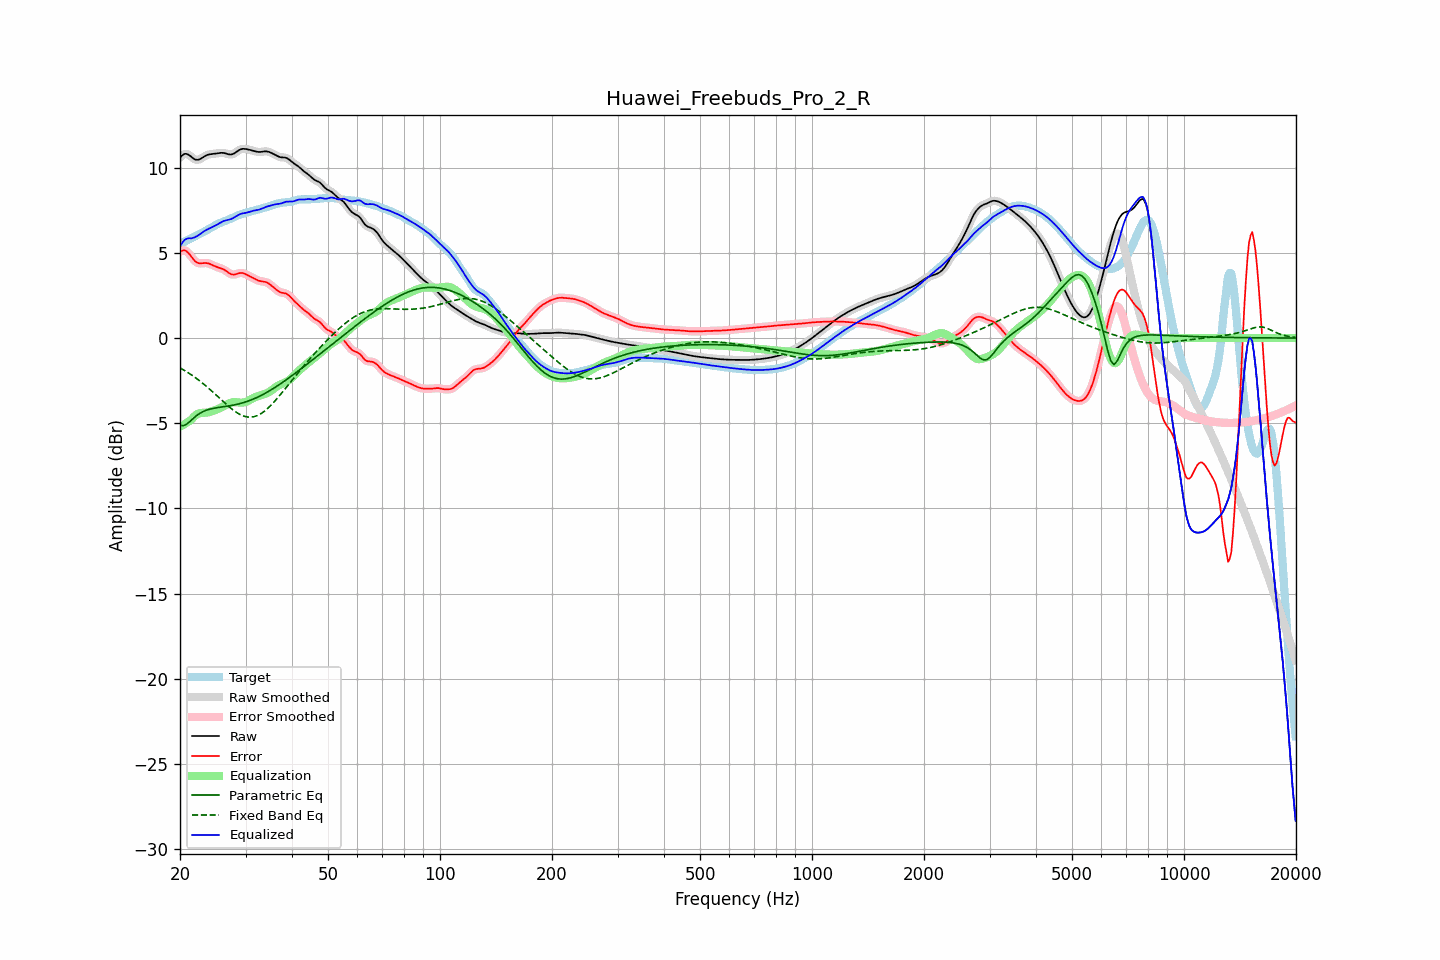 Huawei_Freebuds_Pro_2_R
10
5
0
−5
−10
−15
−20
−25
−30
Amplitude (dBr)
Target
Raw Smoothed
Error Smoothed
Raw
Error
Equalization
Parametric Eq
Fixed Band Eq
Equalized
20
50
100
200
500
1000
2000
5000
10000
20000
Frequency (Hz)